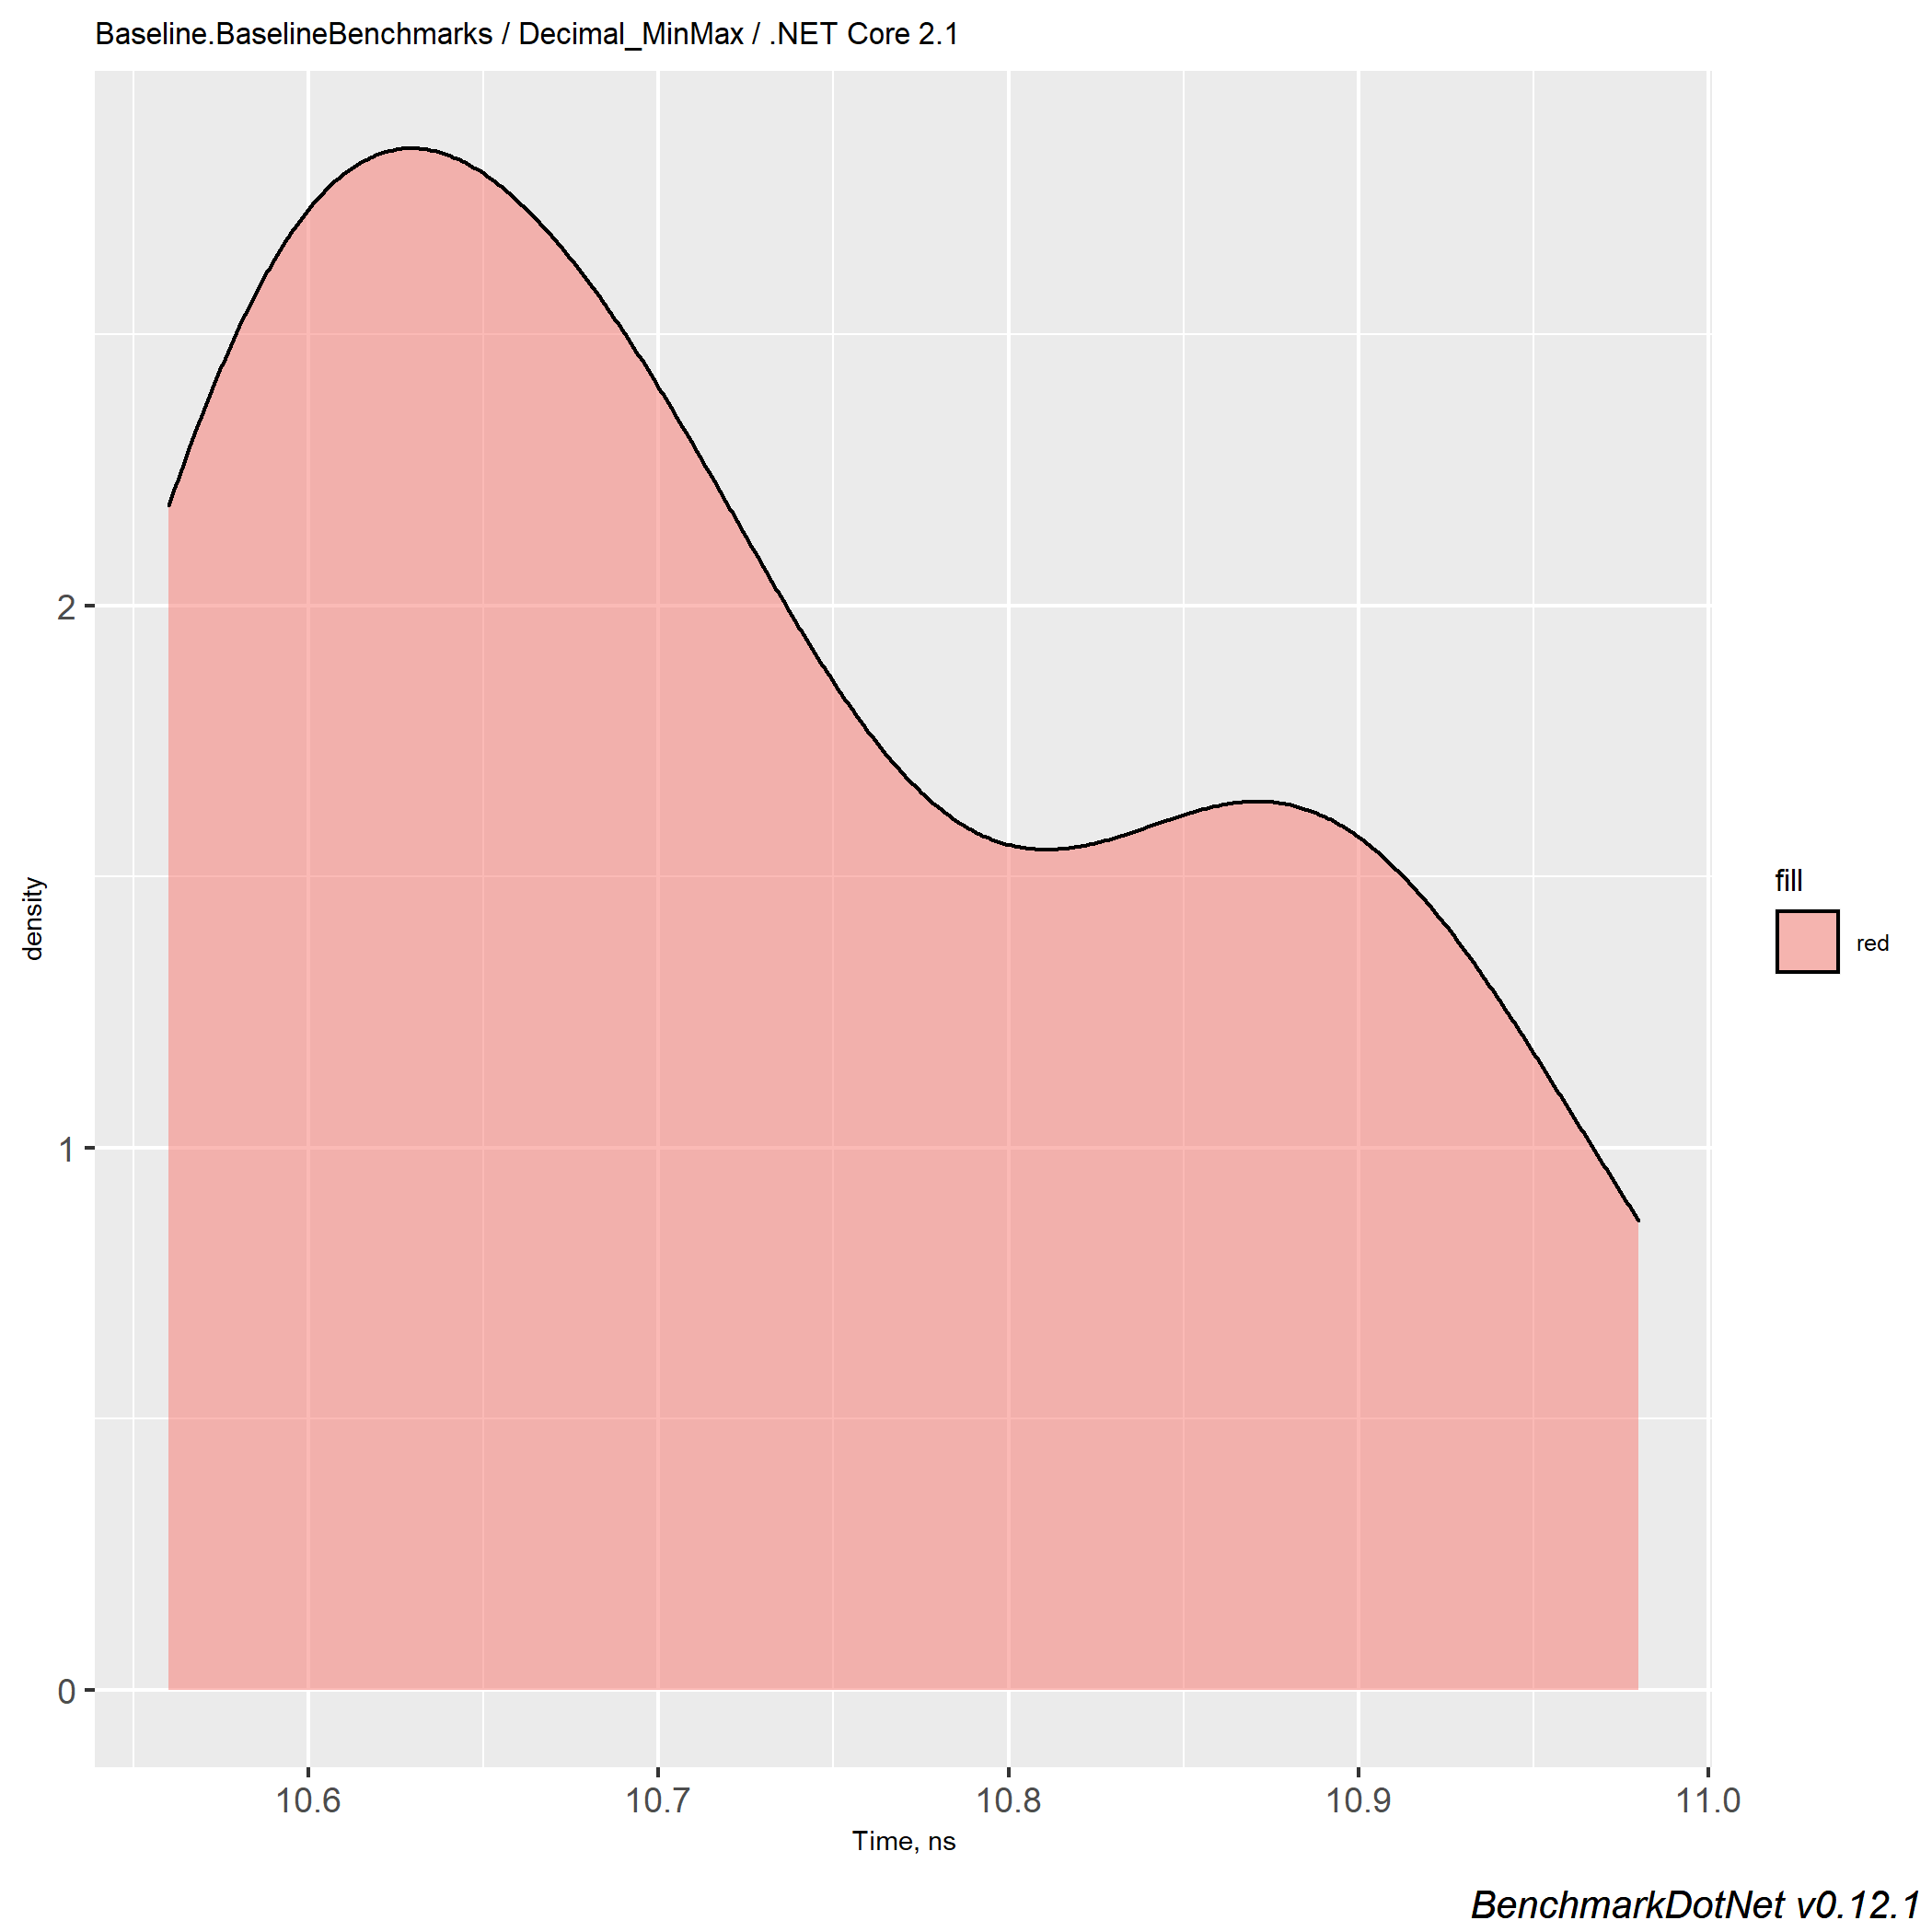 Baseline.BaselineBenchmarks / Decimal_MinMax / .NET Core 2.1
density
2
1
0
10.6 10.7 10.8 10.9 11.0
Time, ns
fill
red
BenchmarkDotNet v0.12.1